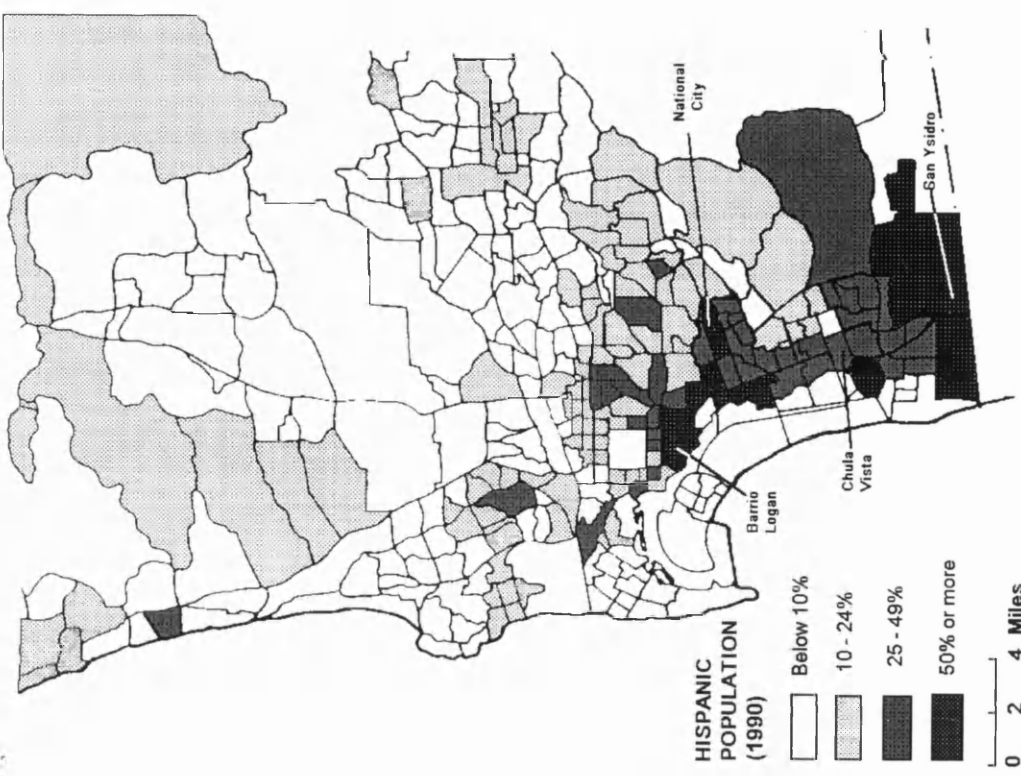 National
City
San Ysidro
Chula
Vista
Barrio
Logan
HISPANIC
POPULATION
(1990)
Below 10%
10 - 24%
25 - 49%
50% or more
0 2 4 Miles